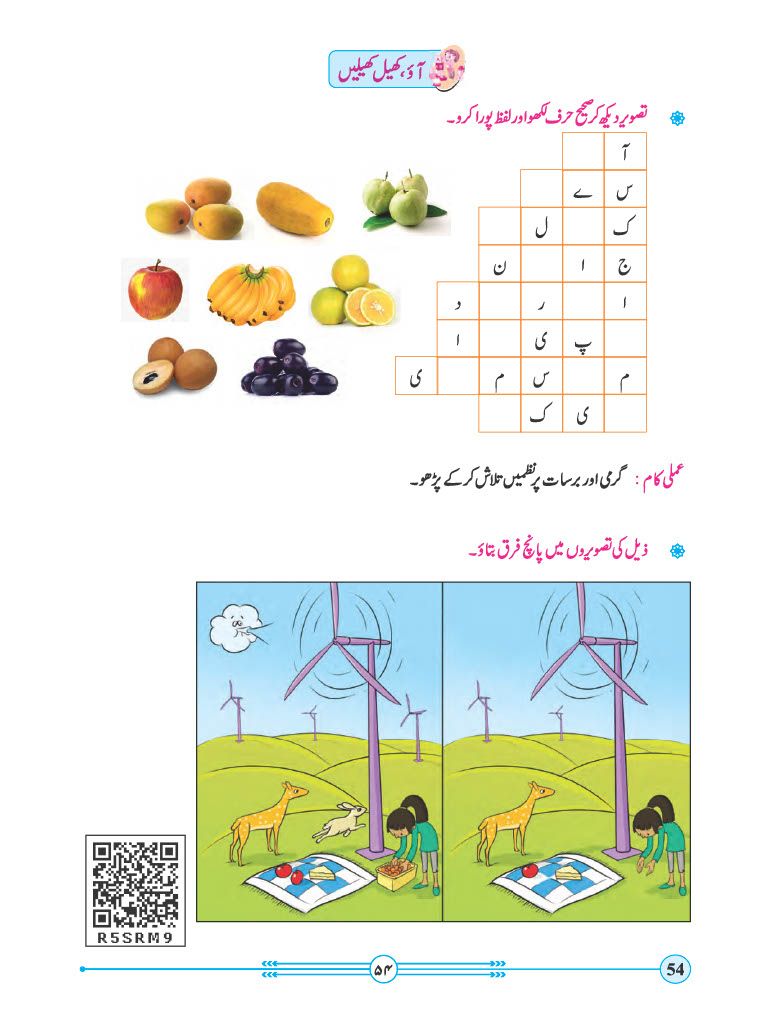 آؤ، کھیل کھیلیں
تصویر دیکھ کر صحیح حرف لکھو اور لفظ پورا کرو۔
آ
س ے
ک ل
ج ا ن
ا ر د
پ ی ا
م س م ی
ی ک
عملی کام : گرمی اور برسات پر نظمیں تلاش کر کے پڑھو۔
ذیل کی تصویروں میں پانچ فرق بتاؤ۔
R5SRM9
۵۴
54